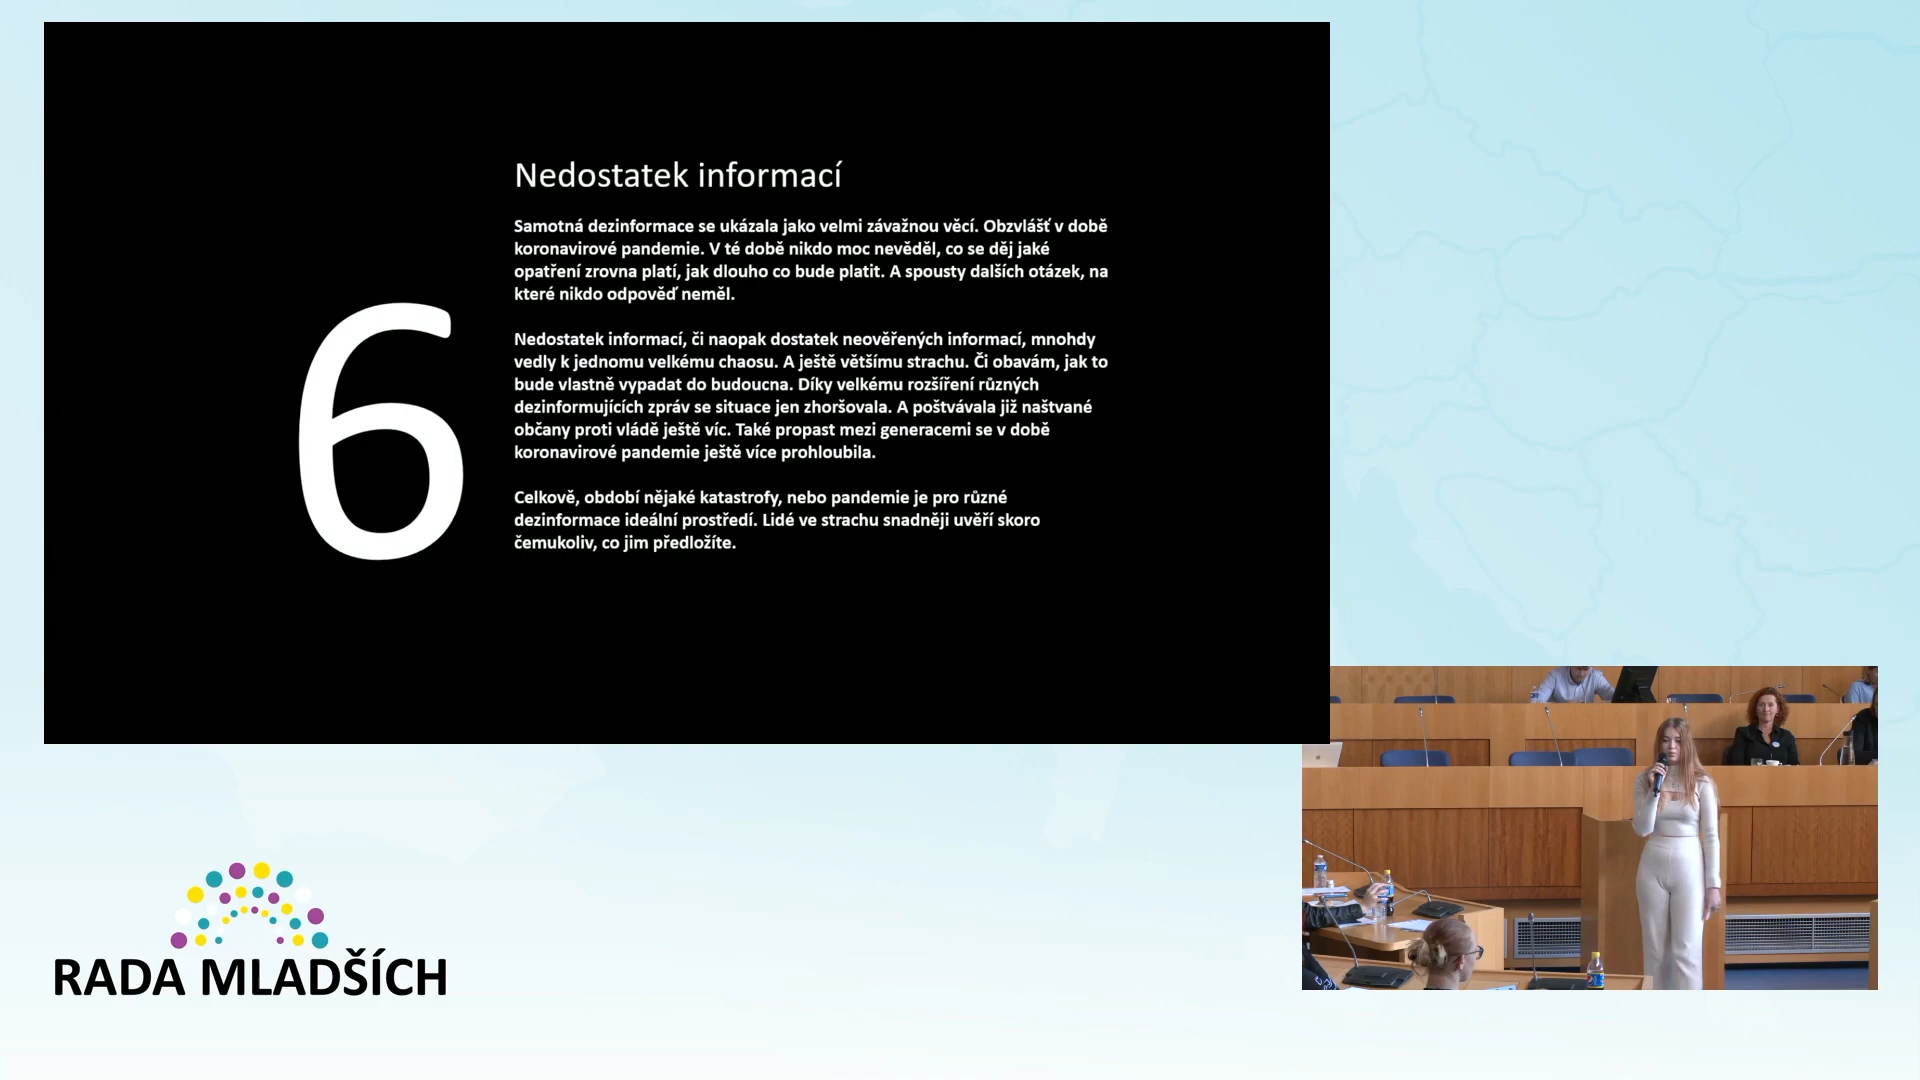 6
Nedostatek informací
Samotná dezinformace se ukázala jako velmi závažnou věcí. Obzvlášť v době
koronavirové pandemie. V té době nikdo moc nevěděl, co se děj jaké
opatření zrovna platí, jak dlouho co bude platit. A spousty dalších otázek, na
které nikdo odpověď neměl.
Nedostatek informací, či naopak dostatek neověřených informací, mnohdy
vedly k jednomu velkému chaosu. A ještě většímu strachu. Či obavám, jak to
bude vlastně vypadat do budoucna. Díky velkému rozšíření různých
dezinformujících zpráv se situace jen zhoršovala. A poštvávala již naštvané
občany proti vládě ještě víc. Také propast mezi generacemi se v době
koronavirové pandemie ještě více prohloubila.
Celkově, období nějaké katastrofy, nebo pandemie je pro různé
dezinformace ideální prostředí. Lidé ve strachu snadněji uvěří skoro
čemukoliv, co jim předložíte.
RADA MLADŠÍCH